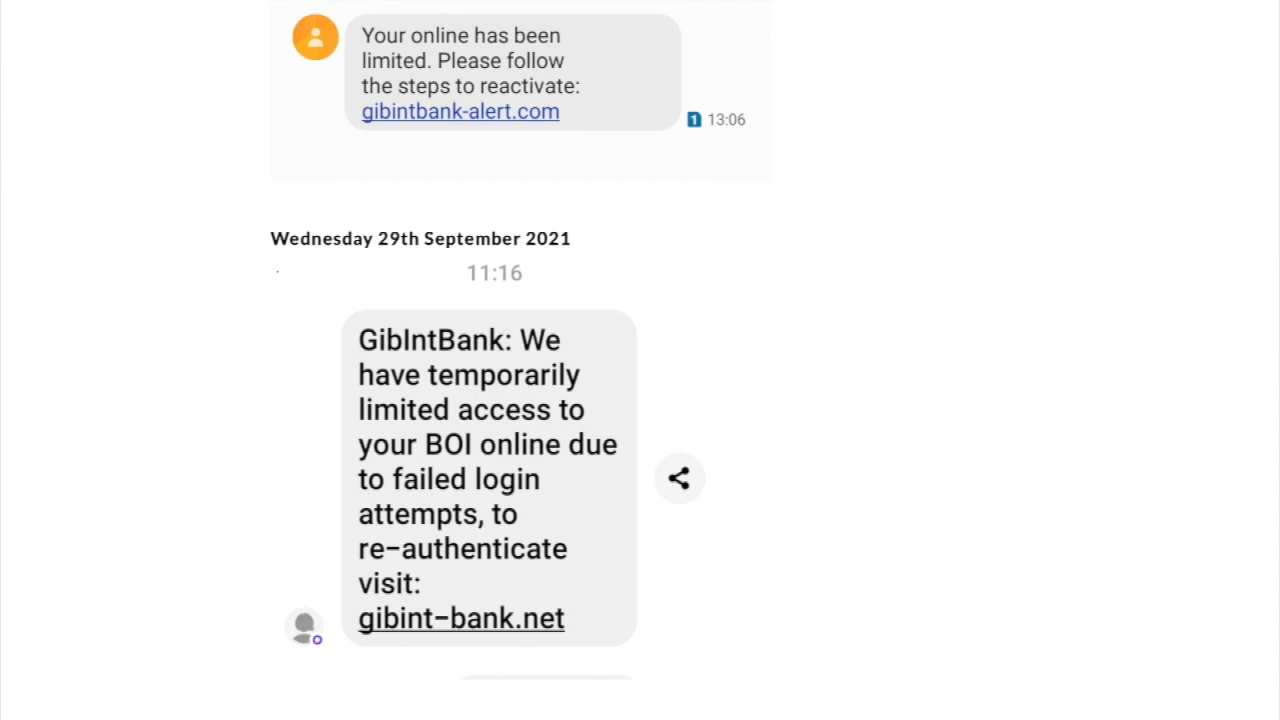 Your online has been
limited. Please follow
the steps to reactivate:
gibintbank-alert.com
1 13:06
Wednesday 29th September 2021
11:16
GibIntBank: We
have temporarily
limited access to
your BOI online due
to failed login
attempts, to
re-authenticate
visit:
gibint-bank.net